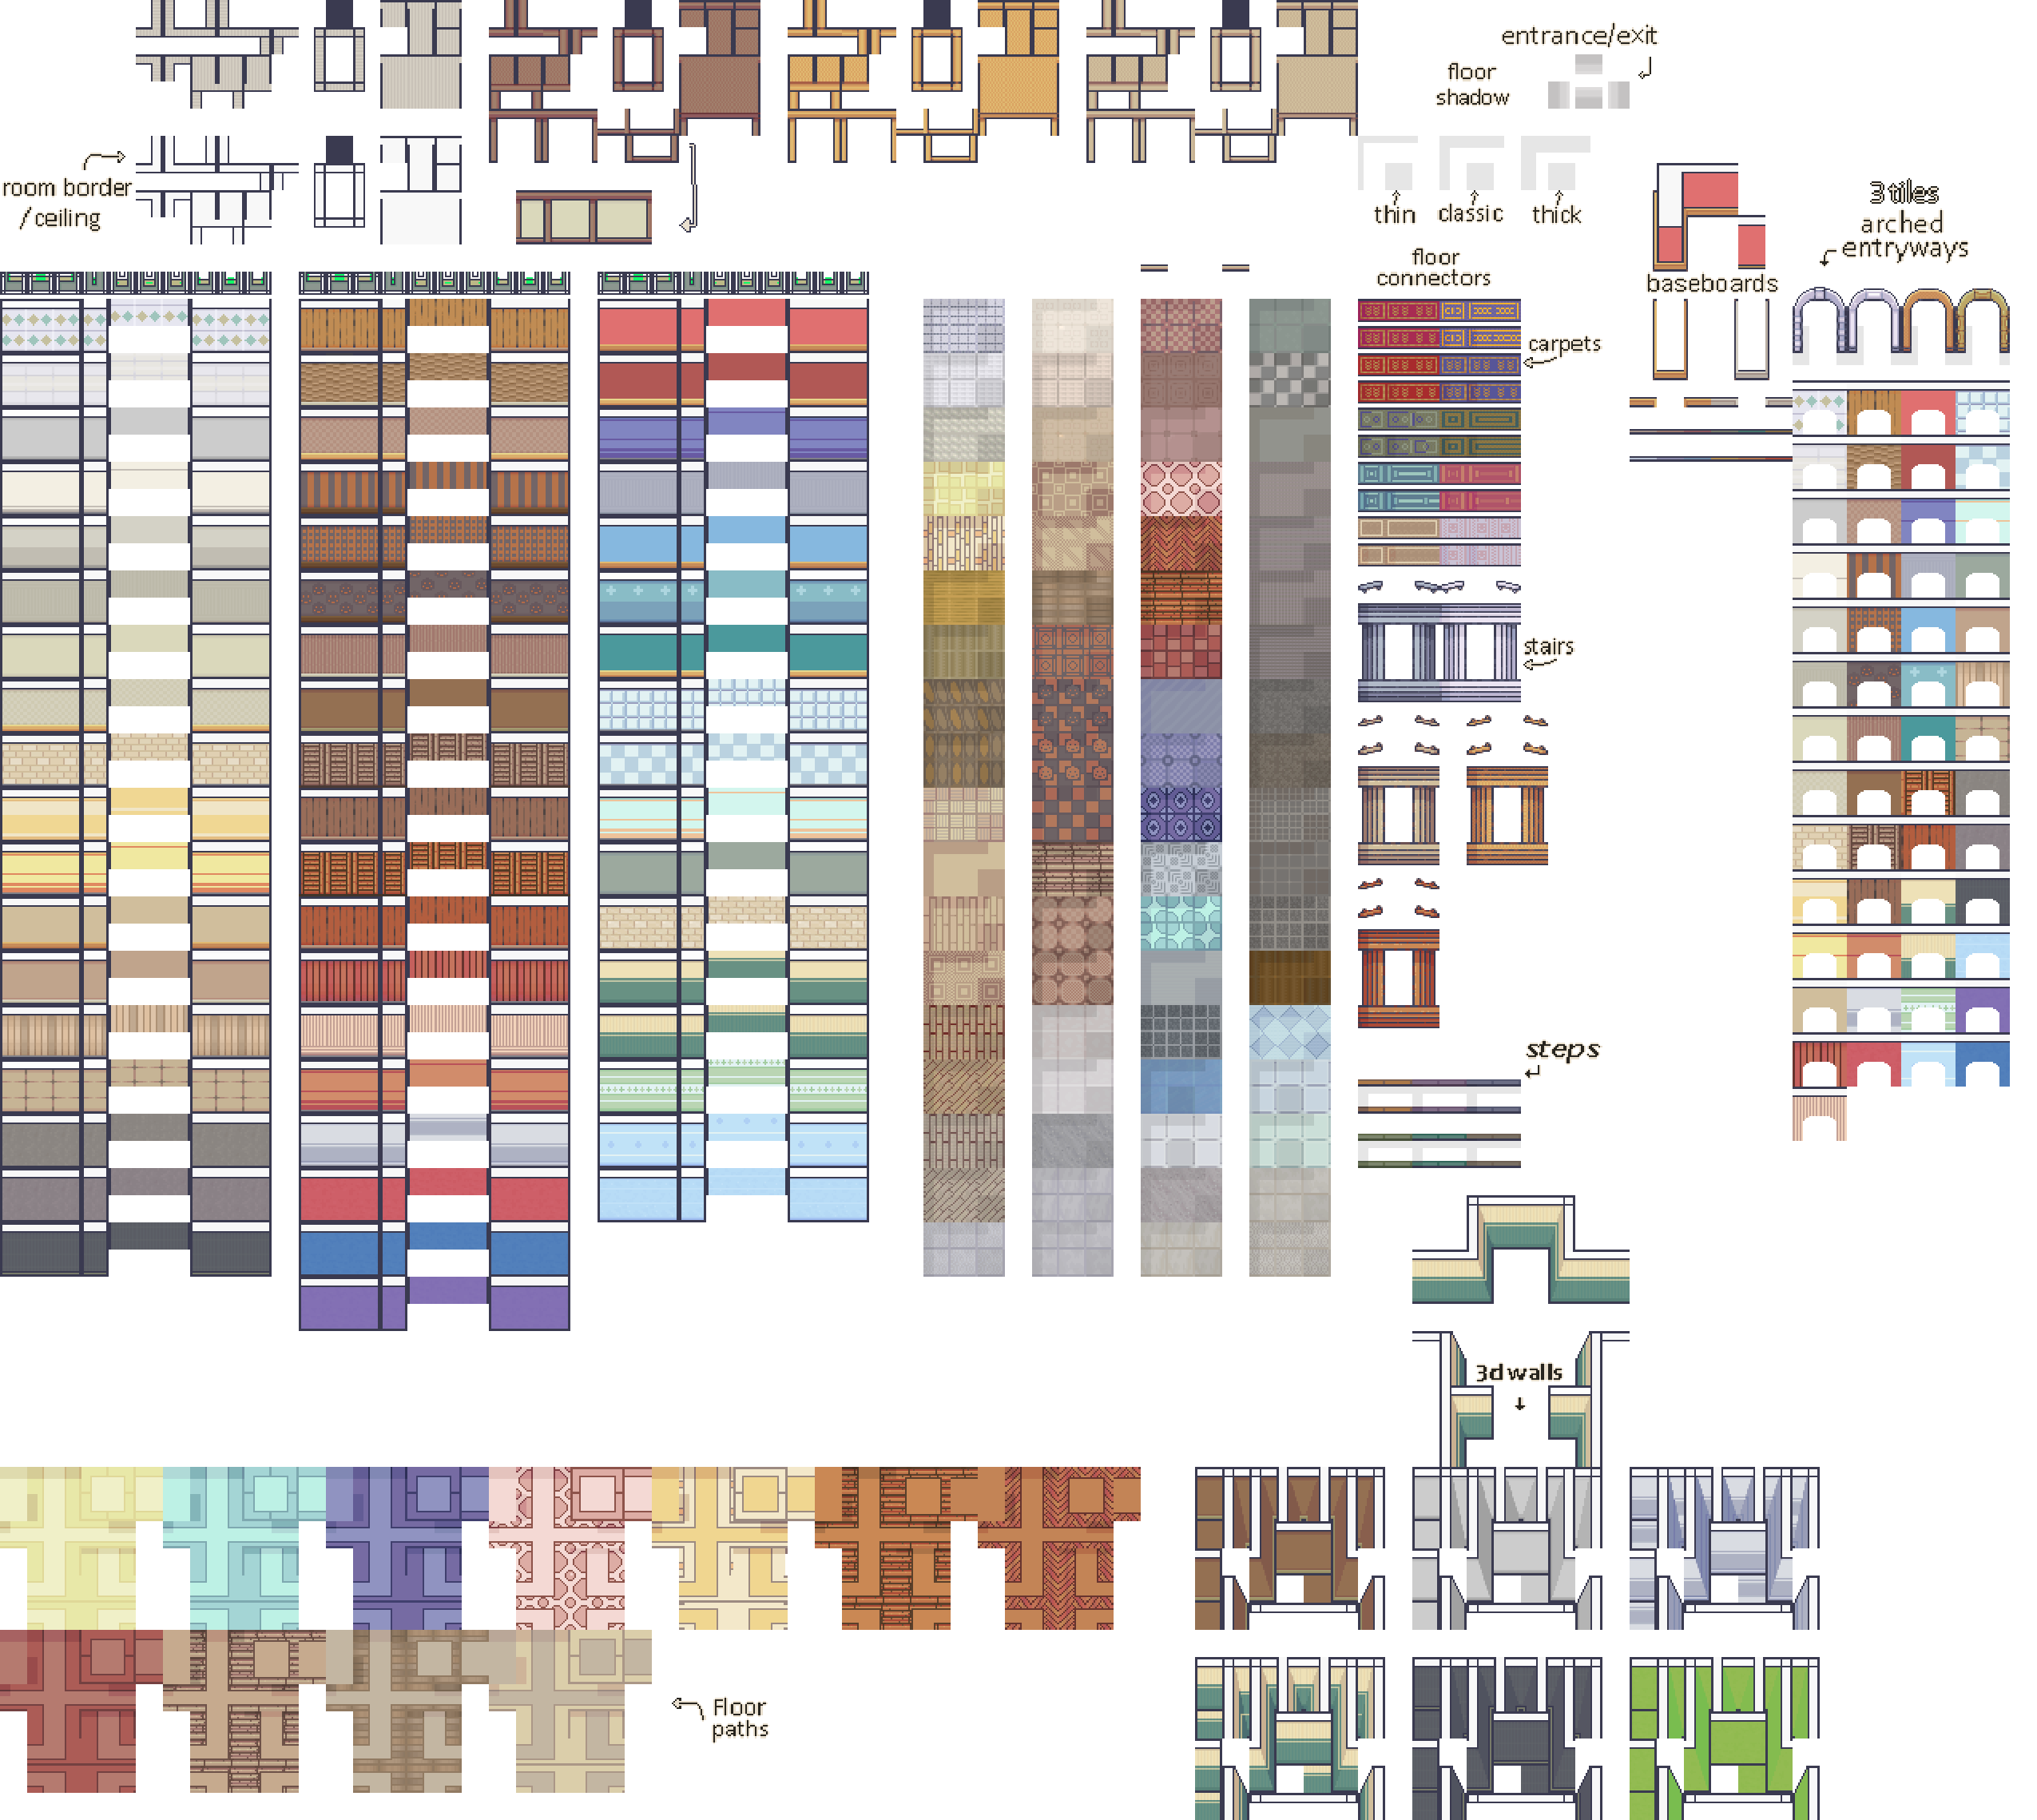 entrance/exit
floor
shadow
room border
/ceiling
thin
classic
thick
3 tiles
arched
entryways
floor
connectors
baseboards
carpets
stairs
steps
3d walls
Floor
paths